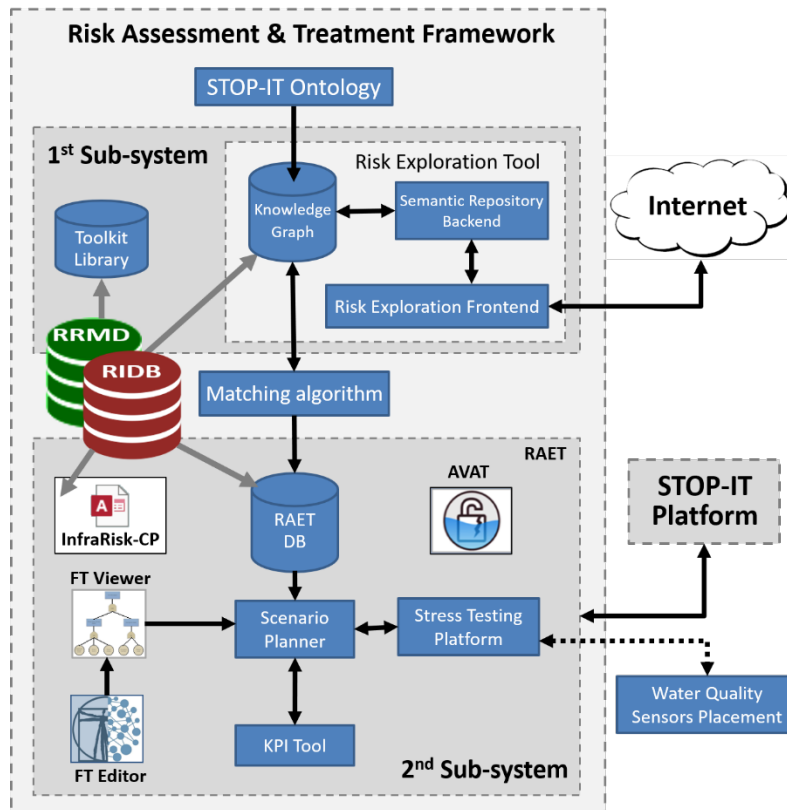 Risk Assessment & Treatment Framework
STOP-IT Ontology
1st Sub-system
Risk Exploration Tool
Toolkit
Library
Knowledge
Graph
Semantic Repository
Backend
Internet
Risk Exploration Frontend
RRMD
RIDB
Matching algorithm
RAET
AVAT
STOP-IT
Platform
A
InfraRisk-CP
RAET
DB
FT Viewer
Scenario
Planner
Stress Testing
Platform
Water Quality
Sensors Placement
KPI Tool
FT Editor
2nd Sub-system